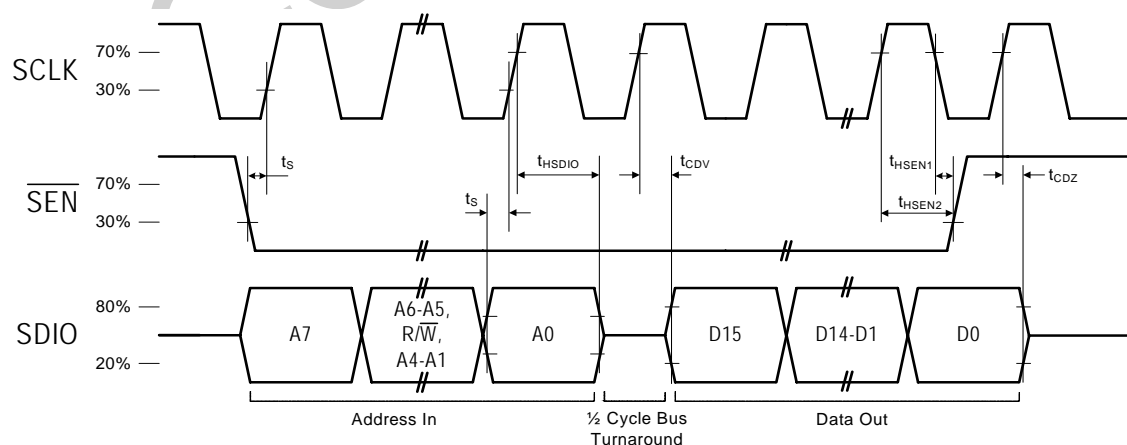 SCLK
70%
30%
tS
tHSDIO
tCDV
tHSEN1
tCDZ
SEN
70%
30%
tS
tHSEN2
SDIO
80%
20%
A7
A6-A5,
R/W,
A4-A1
A0
D15
D14-D1
D0
Address In
½ Cycle Bus
Turnaround
Data Out